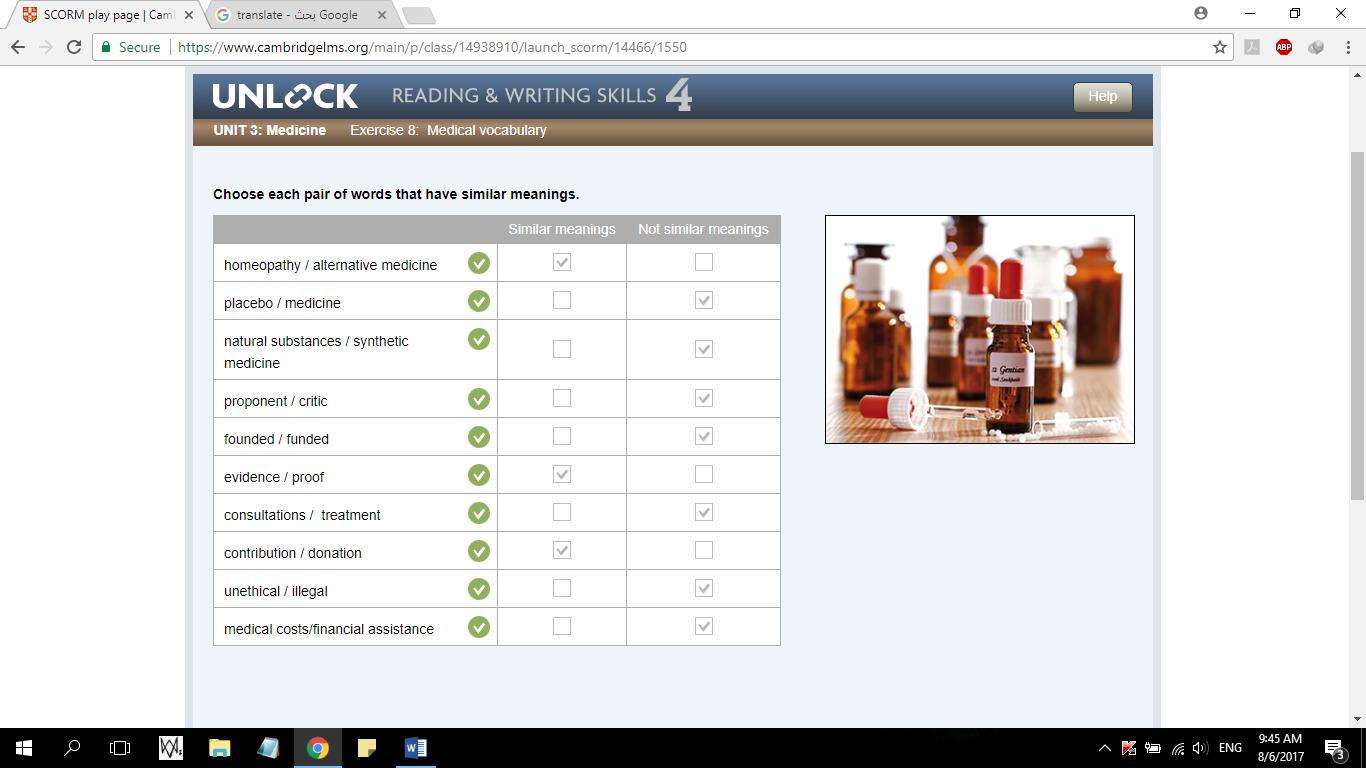 SCORM play page | Cam
translate - بحث Google
Secure
https://www.cambridgelms.org/main/p/class/14938910/launch_scorm/14466/1550
ABP
UNLOCK READING & WRITING SKILLS 4
Help
UNIT 3: Medicine Exercise 8: Medical vocabulary
Choose each pair of words that have similar meanings.
Similar meanings Not similar meanings
homeopathy / alternative medicine
placebo / medicine
natural substances / synthetic
medicine
proponent / critic
founded / funded
evidence / proof
consultations / treatment
contribution / donation
unethical / illegal
medical costs/financial assistance
Gentian
ENG
9:45 AM
8/6/2017
3